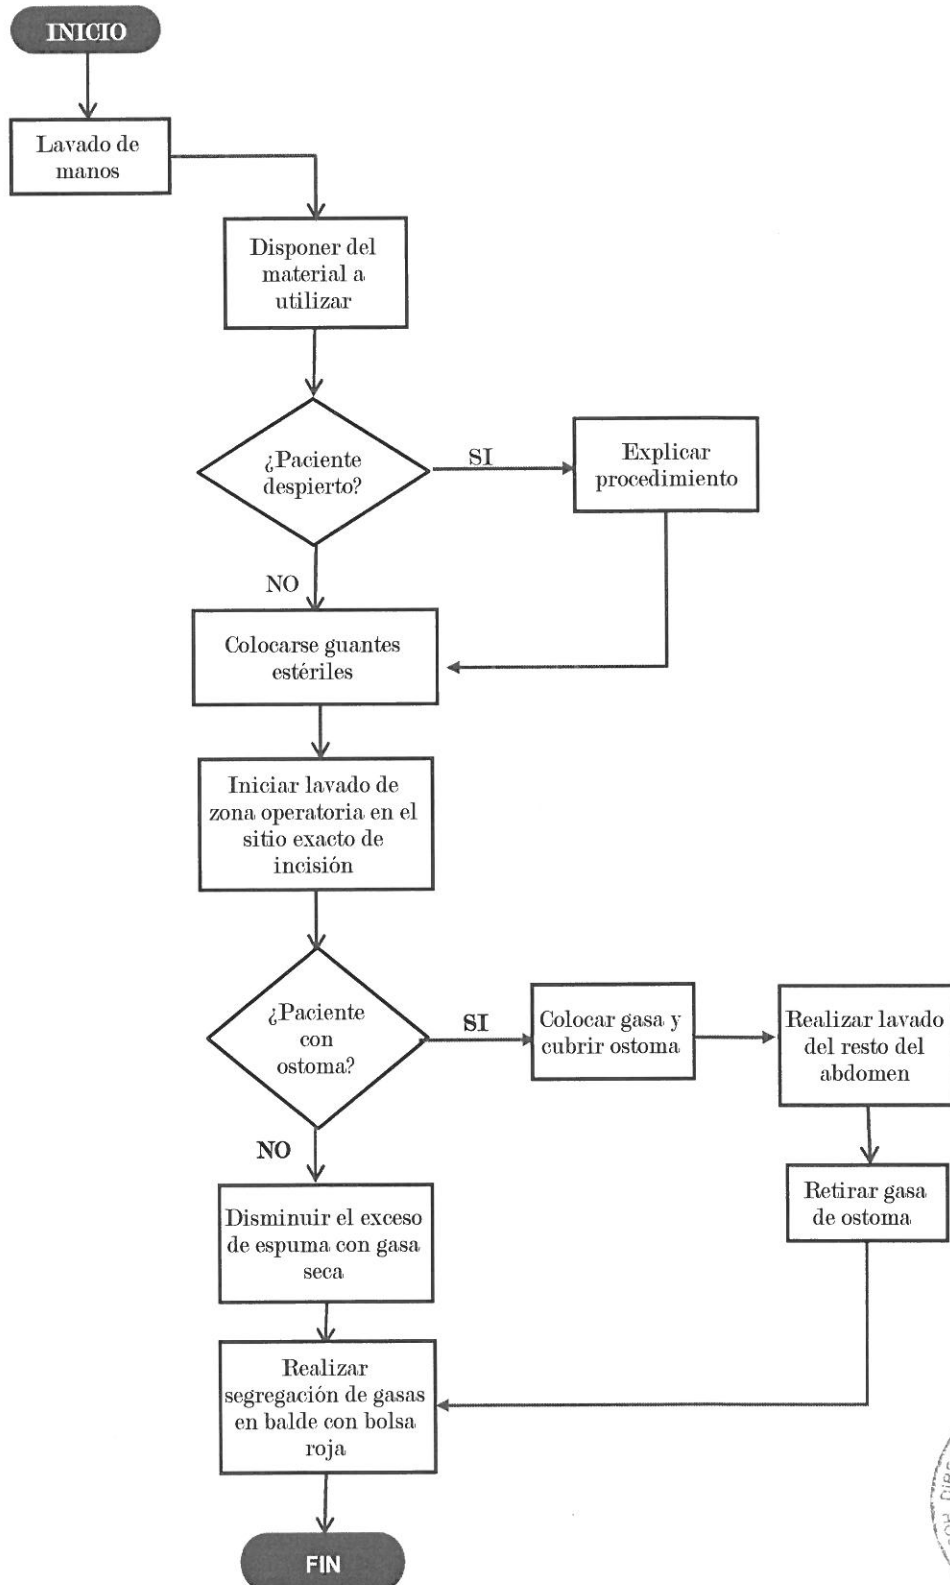 INICIO
Lavado de
manos
Disponer del
material a
utilizar
¿Paciente
despierto?
SI
Explicar
procedimiento
NO
Colocarse guantes
estériles
Iniciar lavado de
zona operatoria en el
sitio exacto de
incisión
¿Paciente
con
ostoma?
SI
Colocar gasa y
cubrir ostoma
Realizar lavado
del resto del
abdomen
NO
Retirar gasa
de ostoma
Disminuir el exceso
de espuma con gasa
seca
Realizar
segregación de gasas
en balde con bolsa
roja
FIN